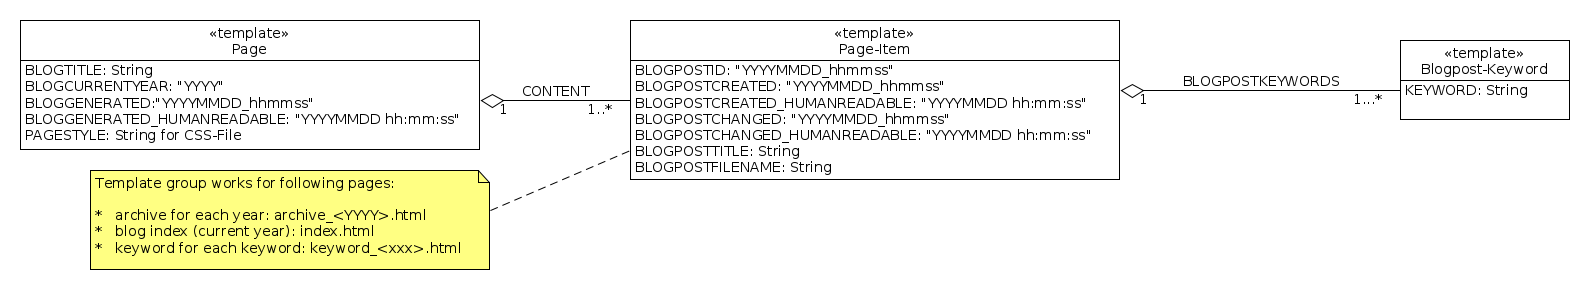 «template»
Page
BLOGTITLE: String
BLOGCURRENTYEAR: "YYYY"
BLOGGENERATED:"YYYYMMDD_hhmmss"
BLOGGENERATED_HUMANREADABLE: "YYYYMMDD hh:mm:ss"
PAGESTYLE: String for CSS-File
CONTENT
1
1..*
«template»
Page-Item
BLOGPOSTID: "YYYYMMDD_hhmmss"
BLOGPOSTCREATED: "YYYYMMDD_hhmmss"
BLOGPOSTCREATED_HUMANREADABLE: "YYYYMMDD hh:mm:ss"
BLOGPOSTCHANGED: "YYYYMMDD_hhmmss"
BLOGPOSTCHANGED_HUMANREADABLE: "YYYYMMDD hh:mm:ss"
BLOGPOSTTITLE: String
BLOGPOSTFILENAME: String
BLOGPOSTKEYWORDS
1
1...*
«template»
Blogpost-Keyword
KEYWORD: String
Template group works for following pages:
* archive for each year: archive_<YYYY>.html
* blog index (current year): index.html
* keyword for each keyword: keyword_<xxx>.html